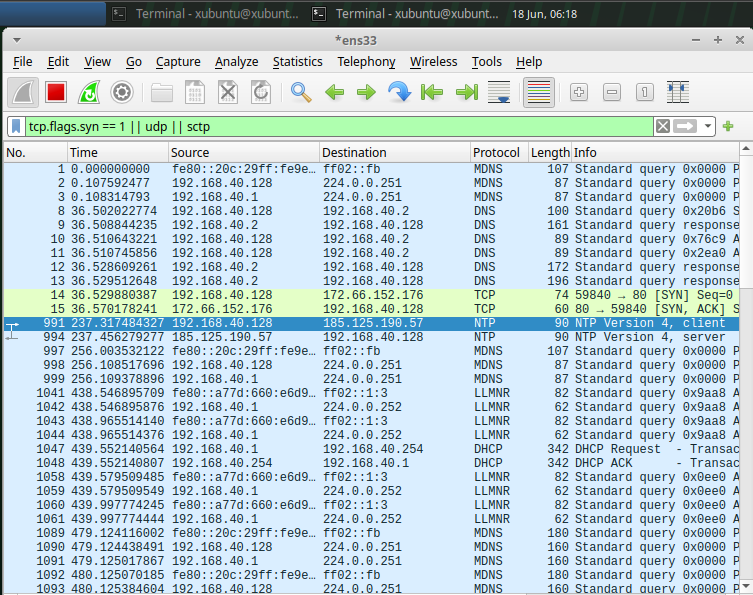 Terminal - xubuntu@xubunt... Terminal - xubuntu@xubunt... 18 Jun, 06:18
*ens33
File Edit View Go Capture Analyze Statistics Telephony Wireless Tools Help
tcp.flags.syn == 1 || udp || sctp
No. Time Source Destination Protocol Length Info
1 0.000000000 fe80::20c:29ff:fe9e… ff02::fb MDNS 107 Standard query 0x0000 P
2 0.107592477 192.168.40.128 224.0.0.251 MDNS 87 Standard query 0x0000 P
3 0.108314793 192.168.40.1 224.0.0.251 MDNS 87 Standard query 0x0000 P
8 36.502022774 192.168.40.128 192.168.40.2 DNS 100 Standard query 0x20b6 S
9 36.508844235 192.168.40.2 192.168.40.128 DNS 161 Standard query response
10 36.510643221 192.168.40.128 192.168.40.2 DNS 89 Standard query 0x76c9 A
11 36.510745856 192.168.40.128 192.168.40.2 DNS 89 Standard query 0x2ea0 A
12 36.528609261 192.168.40.2 192.168.40.128 DNS 172 Standard query response
13 36.529512648 192.168.40.2 192.168.40.128 DNS 196 Standard query response
14 36.529880387 192.168.40.128 172.66.152.176 TCP 74 59840 → 80 [SYN] Seq=0
15 36.570178241 172.66.152.176 192.168.40.128 TCP 60 80 → 59840 [SYN, ACK] S
991 237.317484327 192.168.40.128 185.125.190.57 NTP 90 NTP Version 4, client
994 237.456279277 185.125.190.57 192.168.40.128 NTP 90 NTP Version 4, server
997 256.003532122 fe80::20c:29ff:fe9e… ff02::fb MDNS 107 Standard query 0x0000 P
998 256.108517696 192.168.40.128 224.0.0.251 MDNS 87 Standard query 0x0000 P
999 256.109378896 192.168.40.1 224.0.0.251 MDNS 87 Standard query 0x0000 P
1041 438.546895709 fe80::a77d:660:e6d9… ff02::1:3 LLMNR 82 Standard query 0x9aa8 A
1042 438.546895876 192.168.40.1 224.0.0.252 LLMNR 62 Standard query 0x9aa8 A
1043 438.965514140 fe80::a77d:660:e6d9… ff02::1:3 LLMNR 82 Standard query 0x9aa8 A
1044 438.965514376 192.168.40.1 224.0.0.252 LLMNR 62 Standard query 0x9aa8 A
1047 439.552140564 192.168.40.1 192.168.40.254 DHCP 342 DHCP Request - Transac
1048 439.552140807 192.168.40.254 192.168.40.1 DHCP 342 DHCP ACK - Transac
1058 439.579509485 fe80::a77d:660:e6d9… ff02::1:3 LLMNR 82 Standard query 0x0ee0 A
1059 439.579509549 192.168.40.1 224.0.0.252 LLMNR 62 Standard query 0x0ee0 A
1060 439.997774245 fe80::a77d:660:e6d9… ff02::1:3 LLMNR 82 Standard query 0x0ee0 A
1061 439.997774444 192.168.40.1 224.0.0.252 LLMNR 62 Standard query 0x0ee0 A
1089 479.124116002 fe80::20c:29ff:fe9e… ff02::fb MDNS 180 Standard query 0x0000 P
1090 479.124438491 192.168.40.128 224.0.0.251 MDNS 160 Standard query 0x0000 P
1091 479.125017867 192.168.40.1 224.0.0.251 MDNS 160 Standard query 0x0000 P
1092 480.125070185 fe80::20c:29ff:fe9e… ff02::fb MDNS 180 Standard query 0x0000 P
1093 480.125384604 192.168.40.128 224.0.0.251 MDNS 160 Standard query 0x0000 P